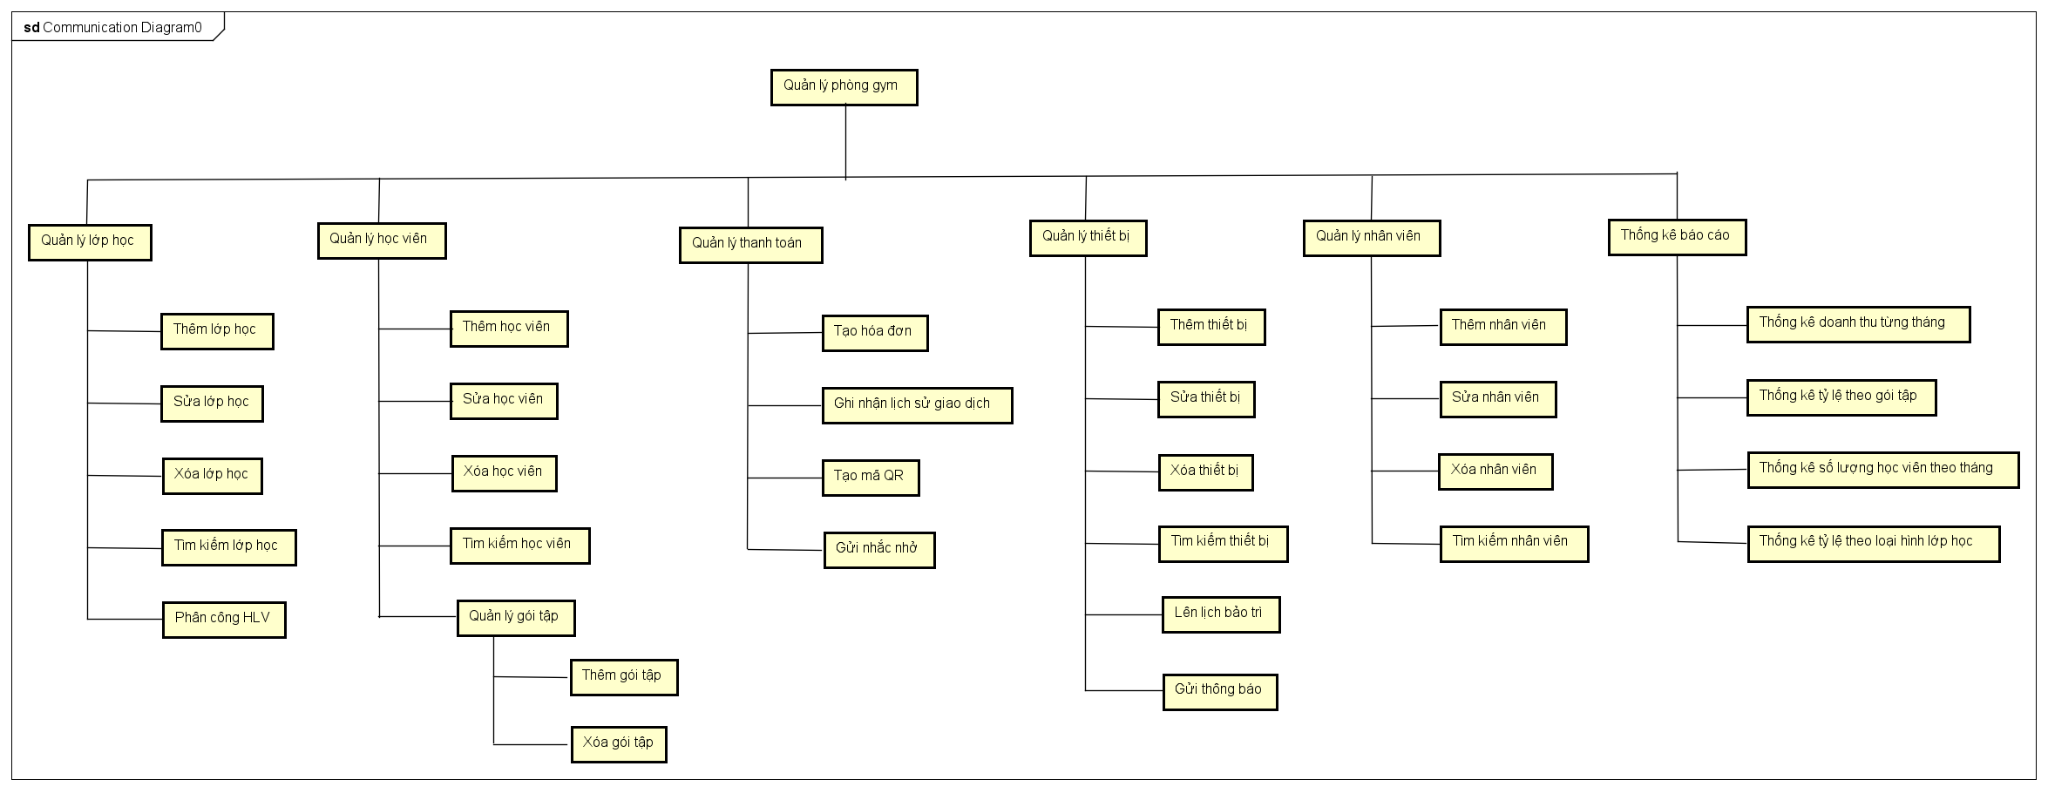 sd Communication Diagram0
Quản lý phòng gym
Quản lý lớp học
Quản lý học viên
Quản lý thanh toán
Quản lý thiết bị
Quản lý nhân viên
Thống kê báo cáo
Thêm lớp học
Sửa lớp học
Xóa lớp học
Tìm kiếm lớp học
Phân công HLV
Thêm học viên
Sửa học viên
Xóa học viên
Tìm kiếm học viên
Quản lý gói tập
Thêm gói tập
Xóa gói tập
Tạo hóa đơn
Ghi nhận lịch sử giao dịch
Tạo mã QR
Gửi nhắc nhở
Thêm thiết bị
Sửa thiết bị
Xóa thiết bị
Tìm kiếm thiết bị
Lên lịch bảo trì
Gửi thông báo
Thêm nhân viên
Sửa nhân viên
Xóa nhân viên
Tìm kiếm nhân viên
Thống kê doanh thu từng tháng
Thống kê tỷ lệ theo gói tập
Thống kê số lượng học viên theo tháng
Thống kê tỷ lệ theo loại hình lớp học